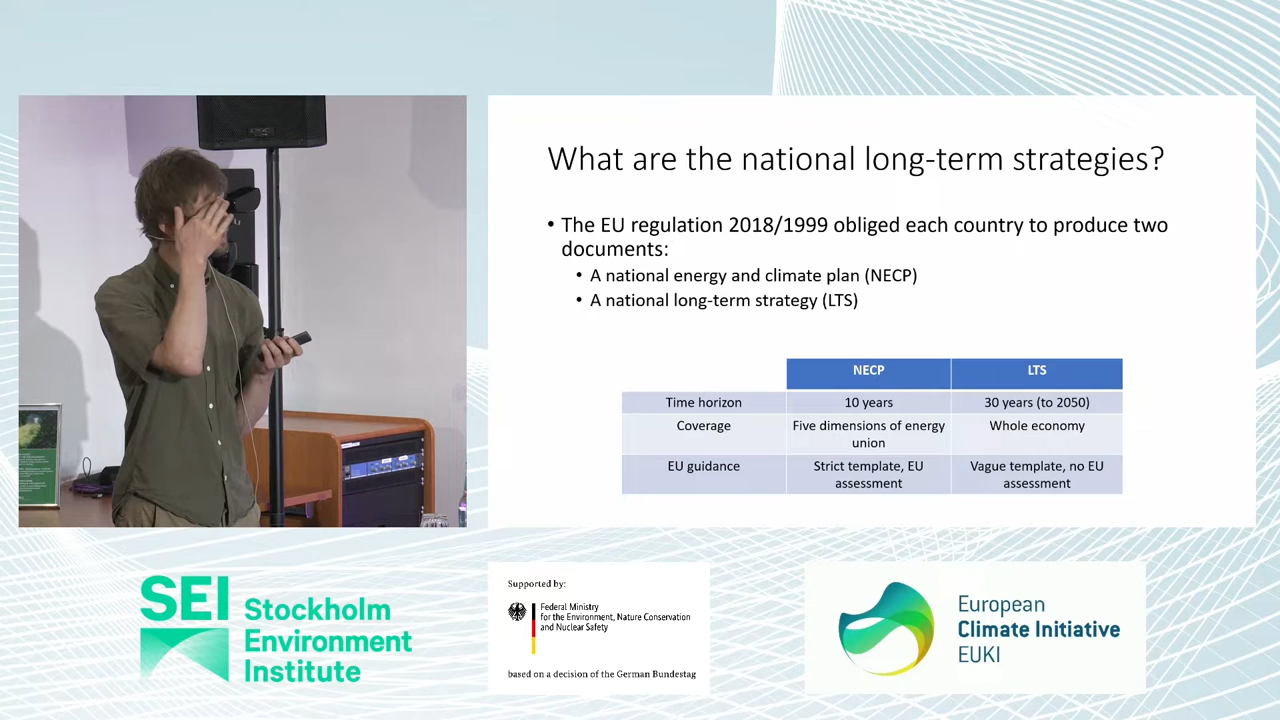 What are the national long-term strategies?
• The EU regulation 2018/1999 obliged each country to produce two
documents:
• A national energy and climate plan (NECP)
• A national long-term strategy (LTS)
NECP LTS
Time horizon 10 years 30 years (to 2050)
Coverage Five dimensions of energy union Whole economy
EU guidance Strict template, EU assessment Vague template, no EU assessment
SEI Stockholm
Environment
Institute
Supported by:
Federal Ministry
for the Environment, Nature Conservation
and Nuclear Safety
based on a decision of the German Bundestag
European
Climate Initiative
EUKI